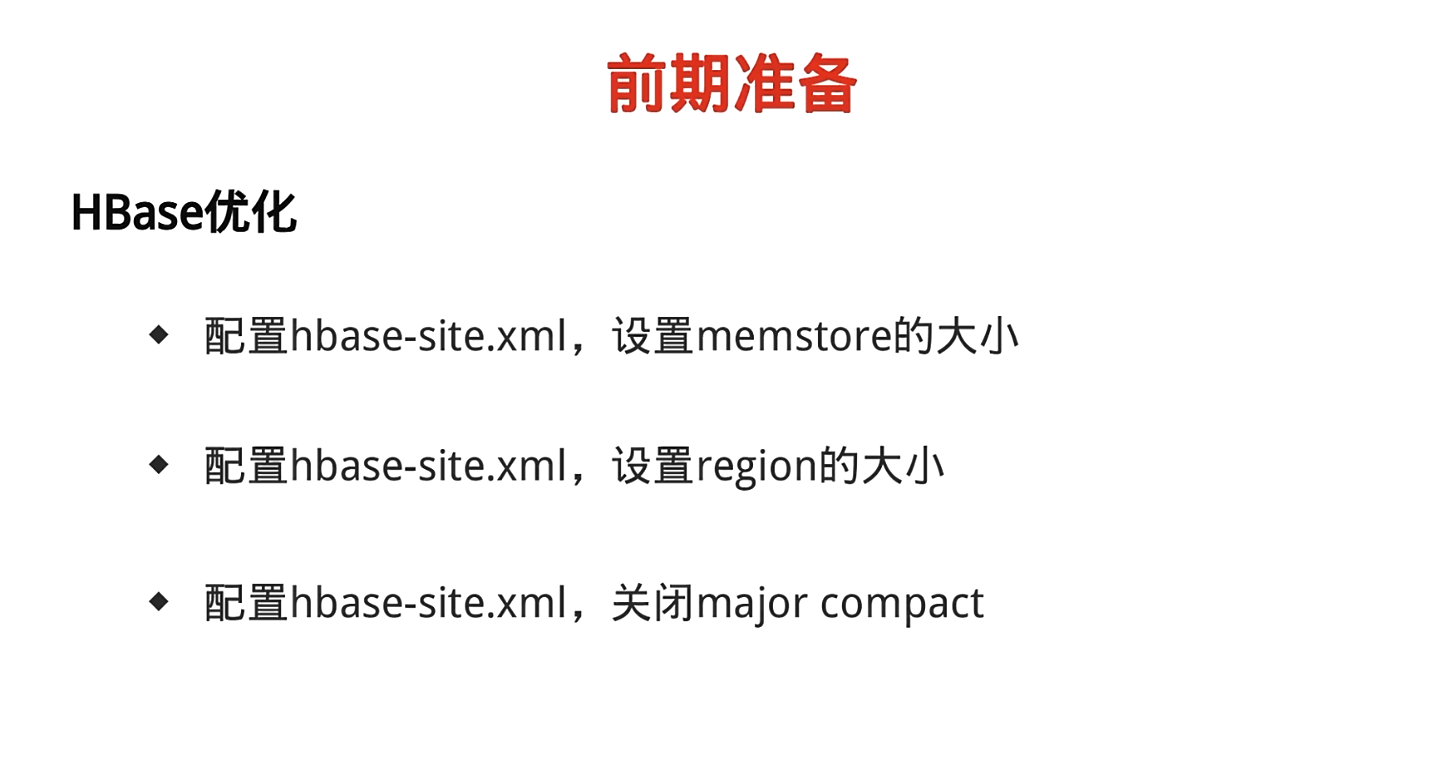 前期准备
HBase优化
◆ 配置hbase-site.xml，设置memstore的大小
◆ 配置hbase-site.xml，设置region的大小
◆ 配置hbase-site.xml，关闭major compact